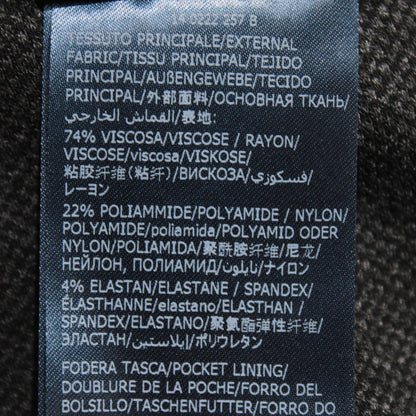 14 0222 257 B
TESSUTO PRINCIPALE/EXTERNAL
FABRIC/TISSU PRINCIPAL/TEJIDO
PRINCIPAL/AUßENGEWEBE/TECIDO
PRINCIPAL/外部面料/ОСНОВНАЯ ТКАНЬ/
القماش الخارجي/表地:
74% VISCOSA/VISCOSE / RAYON/
VISCOSE/viscosa/VISKOSE/
粘胶纤维(粘纤)/ВИСКОЗА/فسكوزي/
レーヨン
22% POLIAMMIDE/POLYAMIDE / NYLON/
POLYAMIDE/poliamida/POLYAMID ODER
NYLON/POLIAMIDA/聚酰胺纤维/尼龙/
НЕЙЛОН, ПОЛИАМИД/نايلون/ナイロン
4% ELASTAN/ELASTANE / SPANDEX/
ÉLASTHANNE/elastano/ELASTHAN /
SPANDEX/ELASTANO/聚氨酯弹性纤维/
ЭЛАСТАН/إيلاستين/ポリウレタン
FODERA TASCA/POCKET LINING/
DOUBLURE DE LA POCHE/FORRO DEL
BOLSILLO/TASCHENFUTTER/FORRO DO